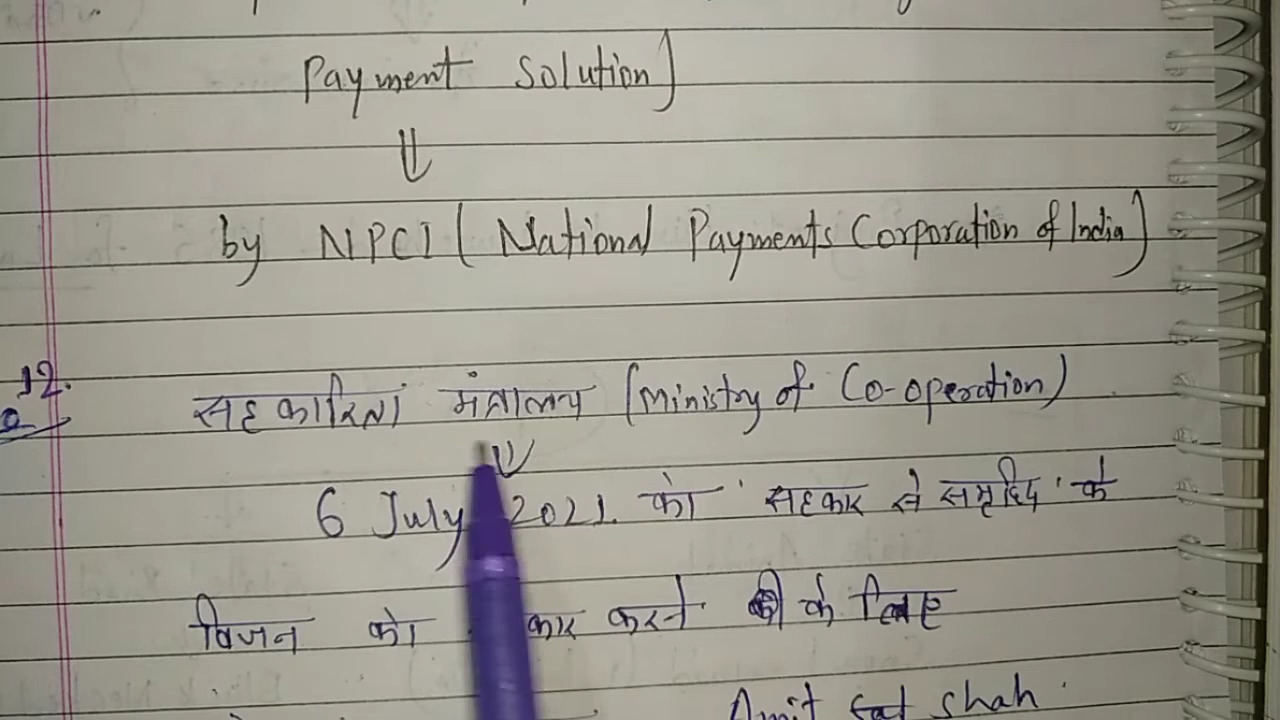 Payment Solution]
⇓
by NPCI ( National Payments Corporation of India )
12. सहकारिता मंत्रालय (Ministry of Co-operation)
⇓
6 July 2021. को 'सहकार से समृद्धि' के
विजन को कार करने के लिए
Amit shah.